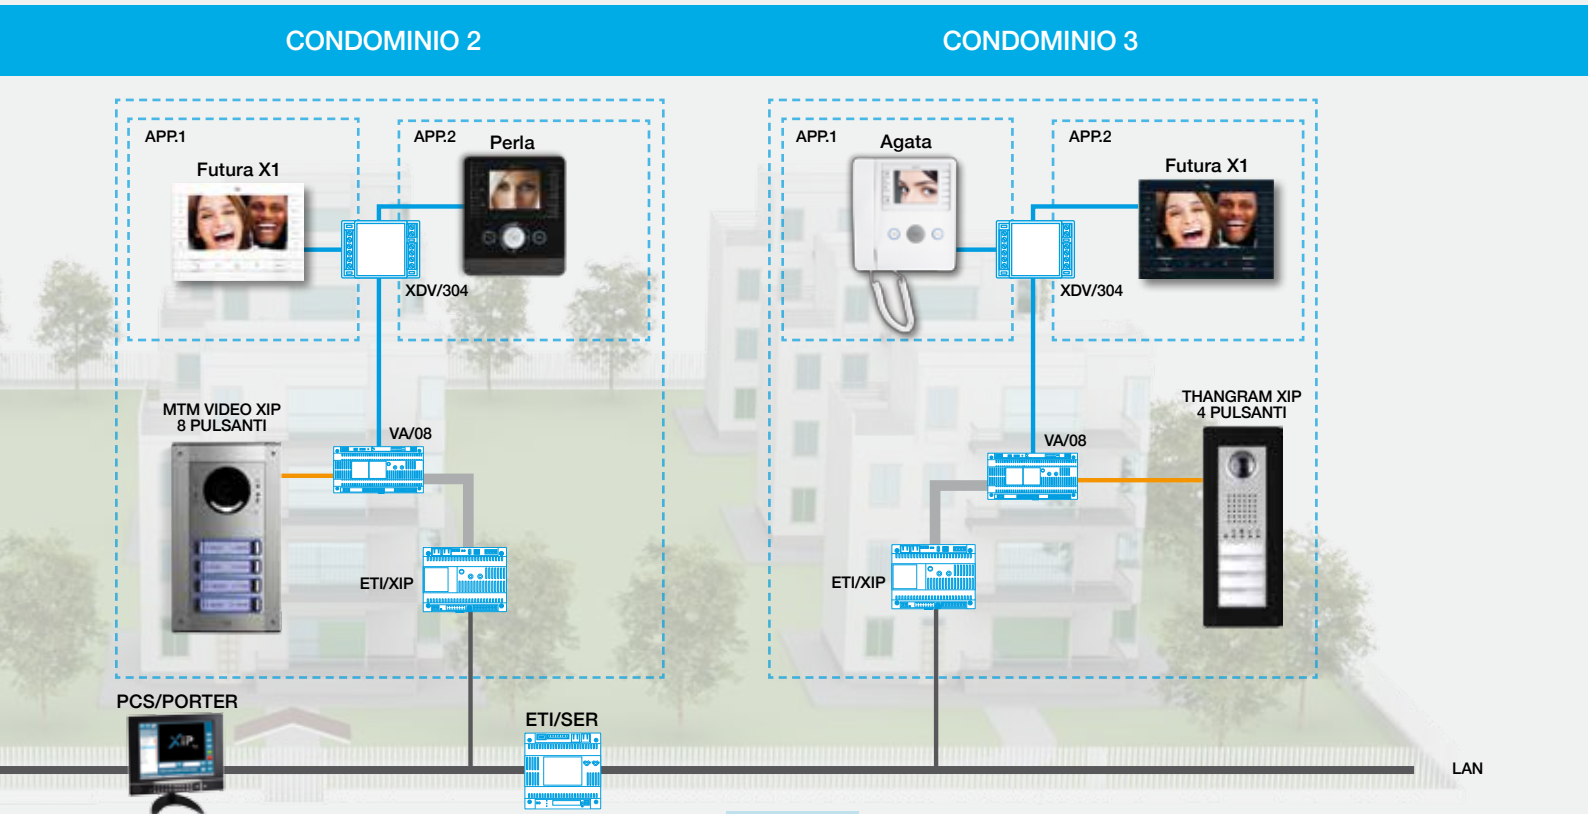 CONDOMINIO 2
CONDOMINIO 3
APP.1
Futura X1
APP.2
Perla
XDV/304
MTM VIDEO XIP
8 PULSANTI
VA/08
ETI/XIP
APP.1
Agata
APP.2
Futura X1
XDV/304
THANGRAM XIP
4 PULSANTI
VA/08
ETI/XIP
PCS/PORTER
XiP
ETI/SER
LAN